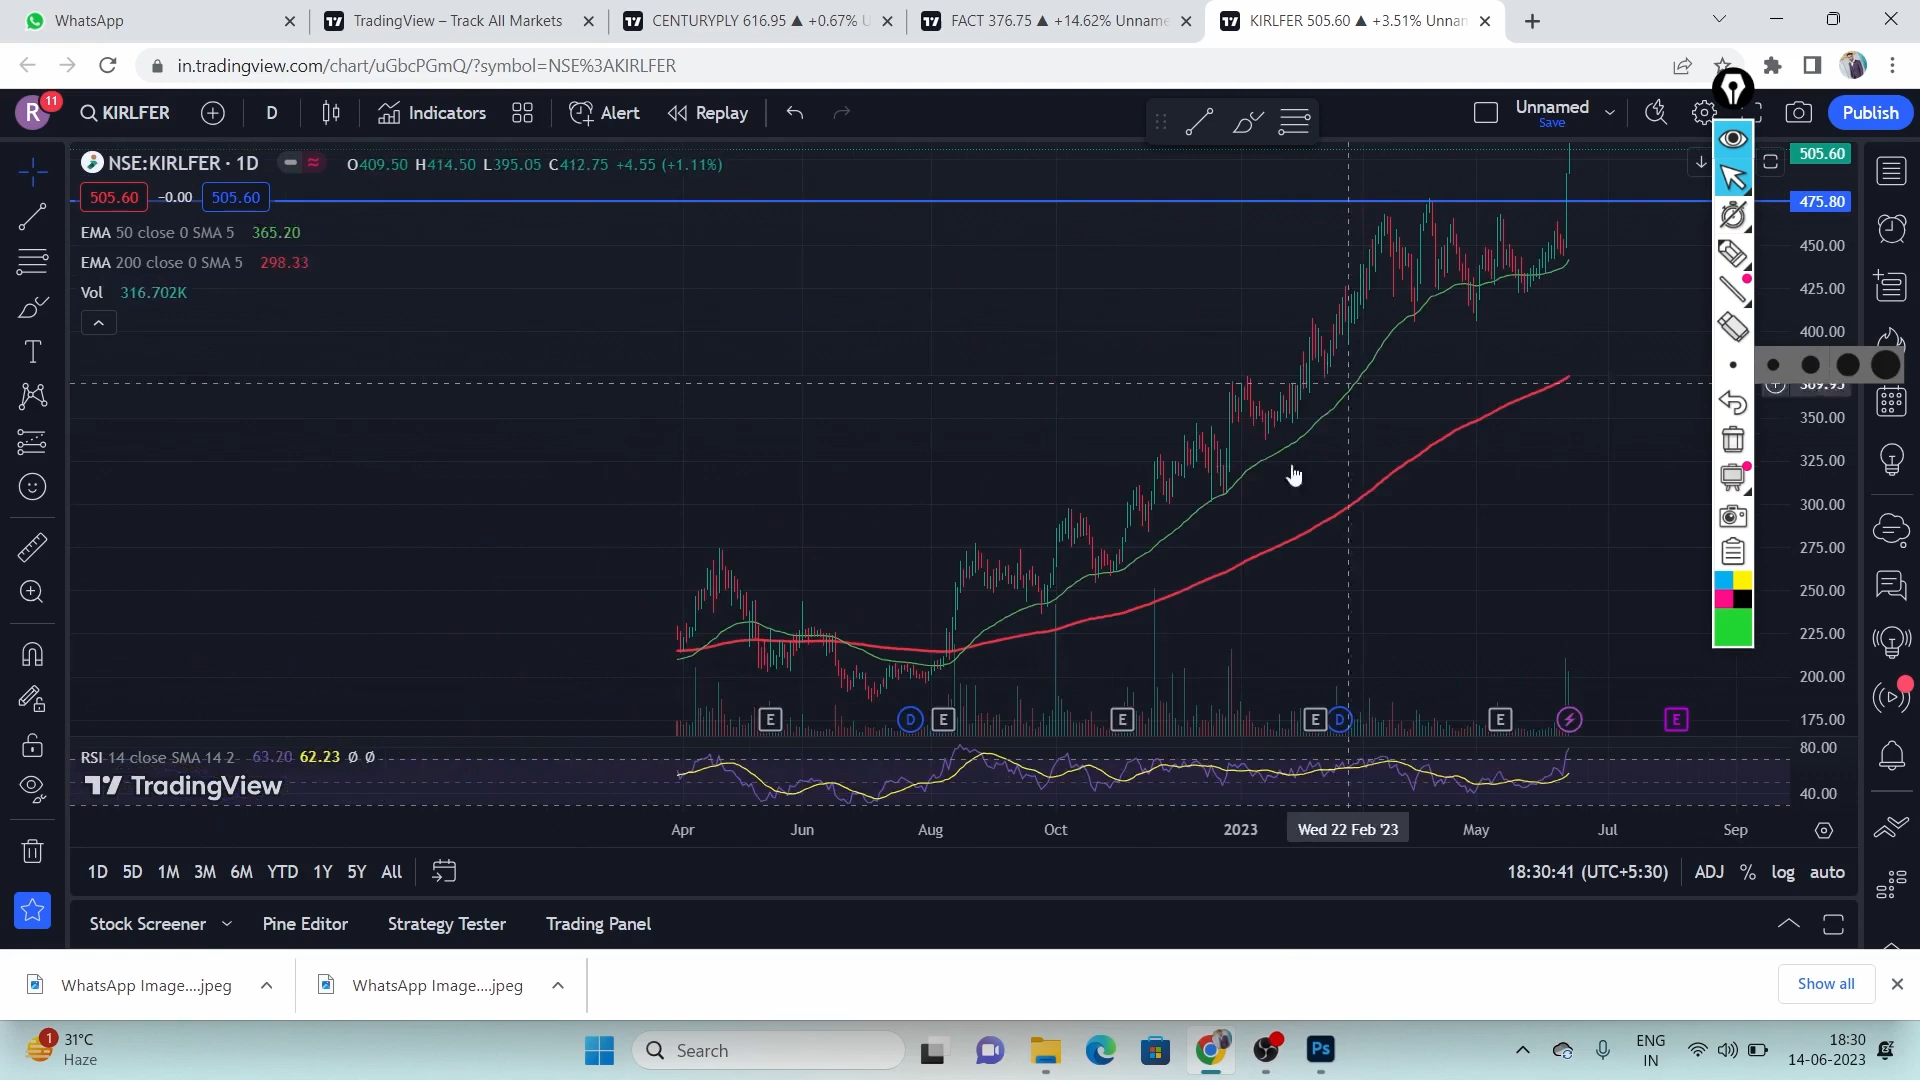 WhatsApp
TradingView – Track All Markets
CENTURYPLY 616.95 ▲ +0.67% U
FACT 376.75 ▲ +14.62% Unname
KIRLFER 505.60 ▲ +3.51% Unnam
in.tradingview.com/chart/uGbcPGmQ/?symbol=NSE%3AKIRLFER
R 11
KIRLFER
D
Indicators
Alert
Replay
Unnamed
Save
Publish
NSE:KIRLFER · 1D
O409.50 H414.50 L395.05 C412.75 +4.55 (+1.11%)
505.60 -0.00 505.60
EMA 50 close 0 SMA 5 365.20
EMA 200 close 0 SMA 5 298.33
Vol 316.702K
505.60
475.80
450.00
425.00
400.00
350.00
325.00
300.00
275.00
250.00
225.00
200.00
175.00
E D E E E D E E
RSI 14 close SMA 14 2 63.20 62.23 Ø Ø
TradingView
80.00
40.00
Apr Jun Aug Oct 2023 Wed 22 Feb '23 May Jul Sep
1D 5D 1M 3M 6M YTD 1Y 5Y All
18:30:41 (UTC+5:30) ADJ % log auto
Stock Screener Pine Editor Strategy Tester Trading Panel
WhatsApp Image....jpeg
WhatsApp Image....jpeg
Show all
1
31°C
Haze
Search
Ps
ENG
IN
18:30
14-06-2023